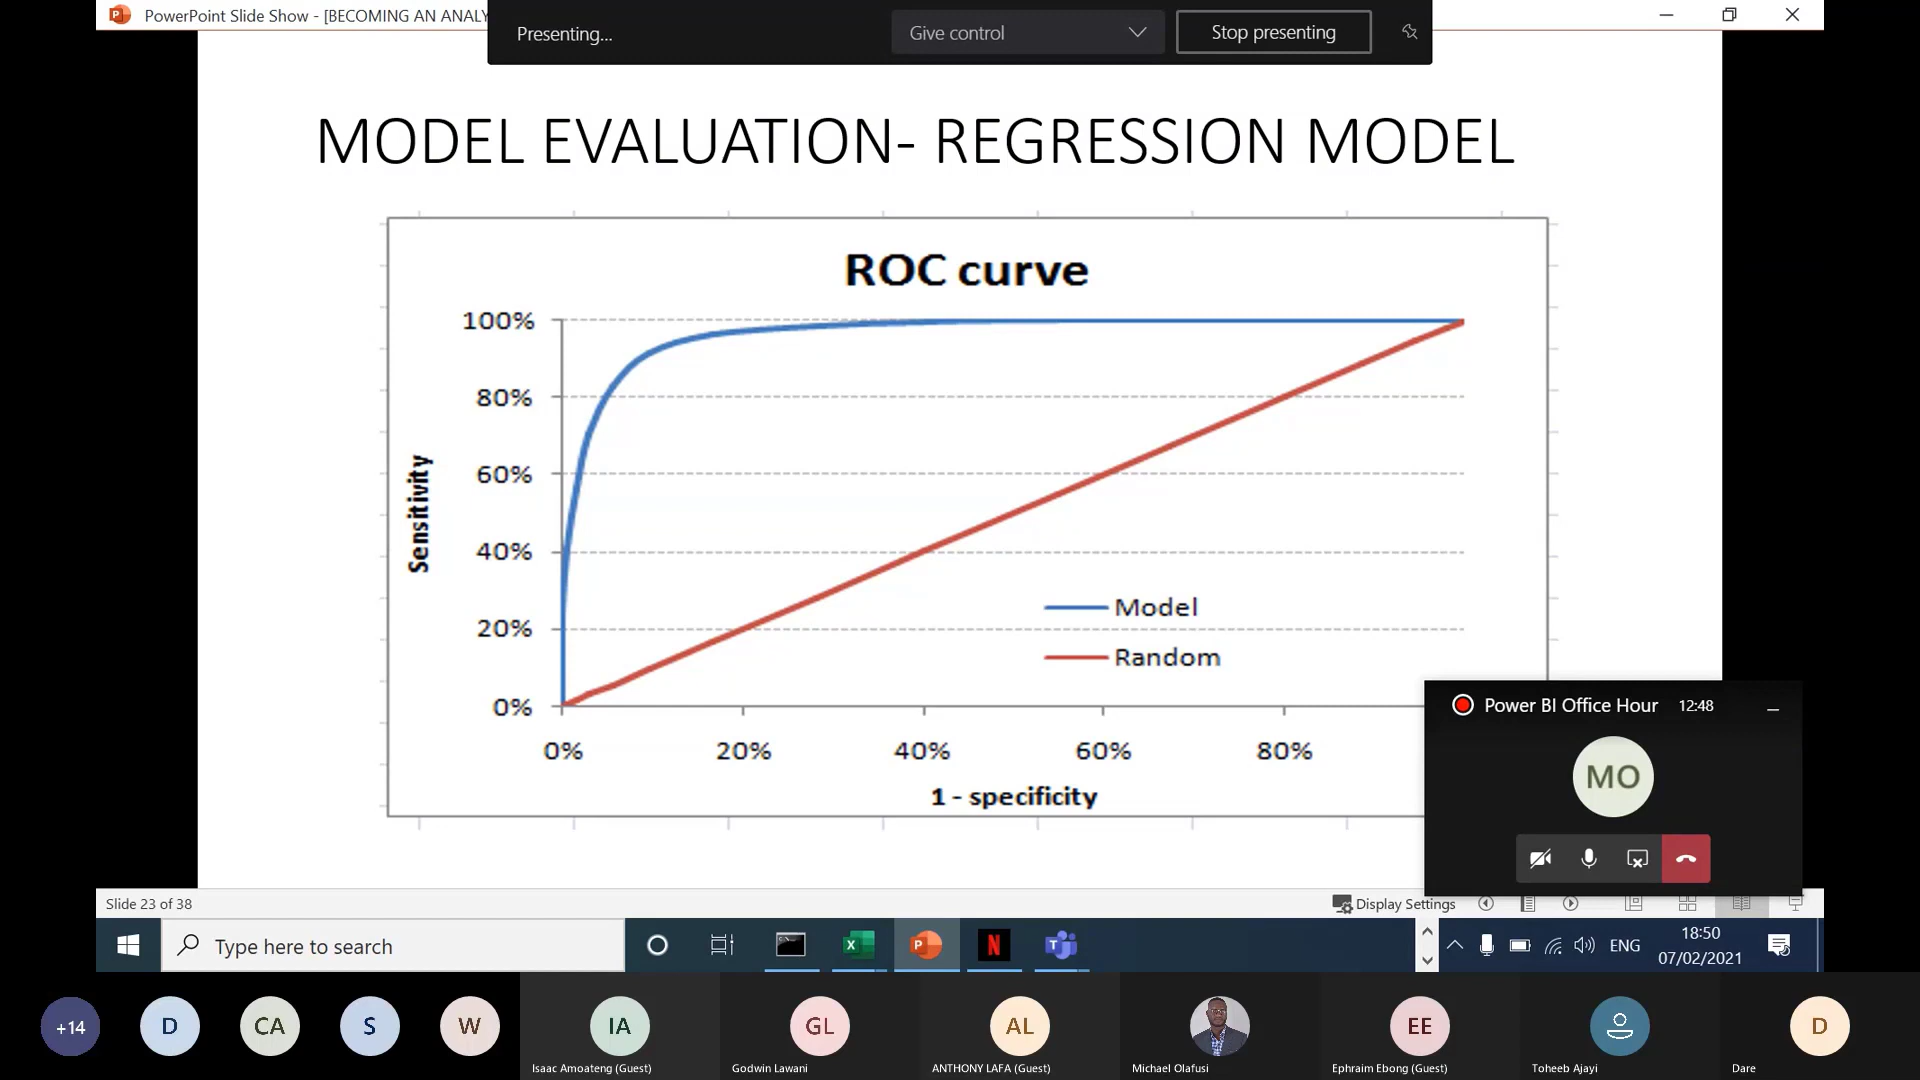 PowerPoint Slide Show - [BECOMING AN ANALY
Presenting...
Give control
Stop presenting
MODEL EVALUATION- REGRESSION MODEL
ROC curve
100%
80%
60%
40%
20%
0%
Sensitivity
Model
Random
0%
20%
40%
60%
80%
1 - specificity
Power BI Office Hour 12:48
MO
Slide 23 of 38
Display Settings
Type here to search
ENG
18:50
07/02/2021
+14
D
CA
S
W
IA
GL
AL
EE
D
Isaac Amoateng (Guest)
Godwin Lawani
ANTHONY LAFA (Guest)
Michael Olafusi
Ephraim Ebong (Guest)
Toheeb Ajayi
Dare